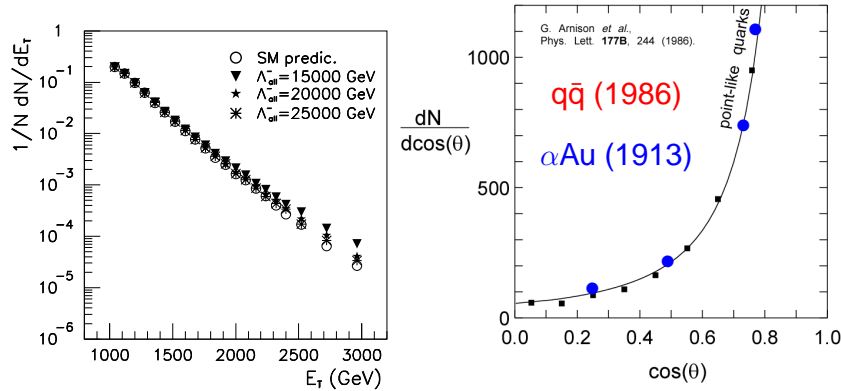 1/N dN/dE_T
1
10^-1
10^-2
10^-3
10^-4
10^-5
10^-6
SM predic.
Λ^-_all=15000 GeV
Λ^-_all=20000 GeV
Λ^-_all=25000 GeV
1000 1500 2000 2500 3000
E_T (GeV)
G. Arnison et al.,
Phys. Lett. 177B, 244 (1986).
qq̄ (1986)
αAu (1913)
point-like quarks
dN
dcos(θ)
1000
500
0
0.0 0.2 0.4 0.6 0.8 1.0
cos(θ)